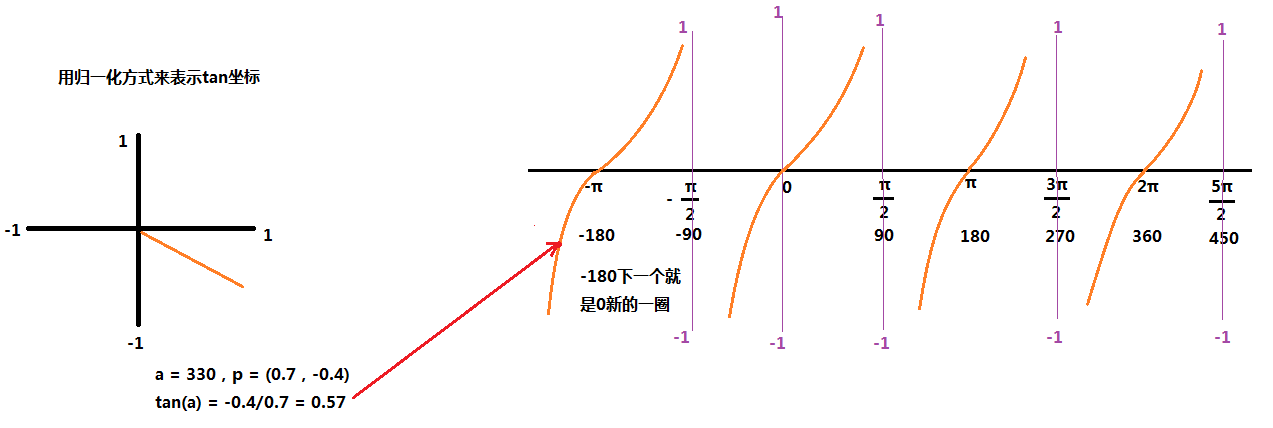 用归一化方式来表示tan坐标
1
-1
1
-1
a = 330 , p = (0.7 , -0.4)
tan(a) = -0.4/0.7 = 0.57
1
1
1
1
1
-π
- π/2
0
π/2
π
3π/2
2π
5π/2
-180
-90
90
180
270
360
450
-180下一个就
是0新的一圈
-1
-1
-1
-1
-1